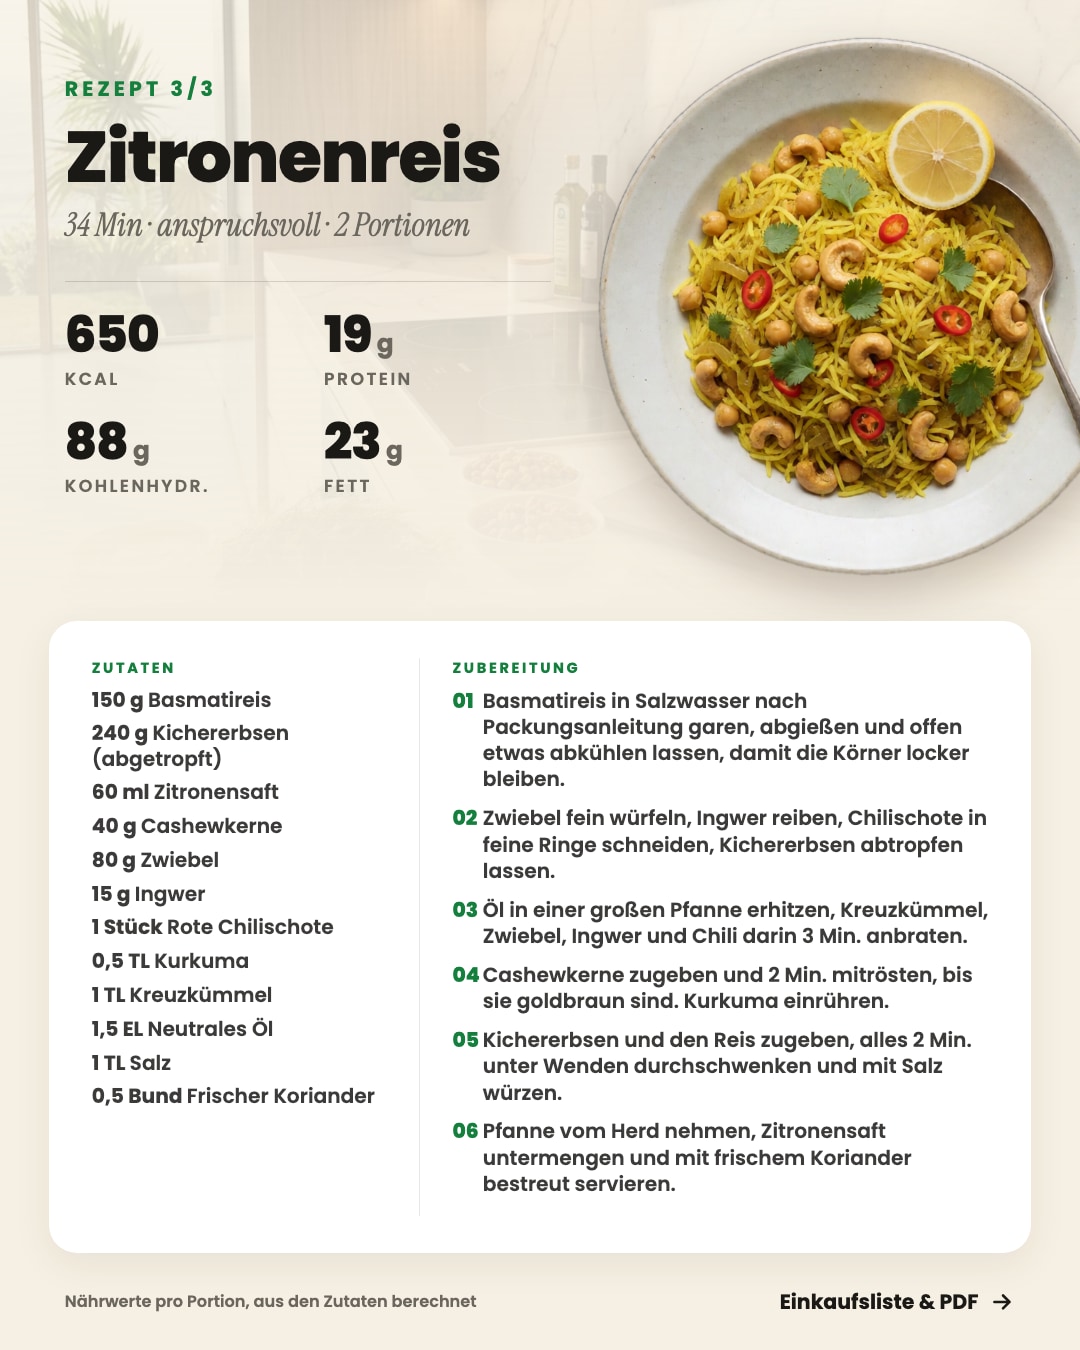 REZEPT 3/3
Zitronenreis
34 Min · anspruchsvoll · 2 Portionen
650
KCAL
19 g
PROTEIN
88 g
KOHLENHYDR.
23 g
FETT
ZUTATEN
150 g Basmatireis
240 g Kichererbsen
(abgetropft)
60 ml Zitronensaft
40 g Cashewkerne
80 g Zwiebel
15 g Ingwer
1 Stück Rote Chilischote
0,5 TL Kurkuma
1 TL Kreuzkümmel
1,5 EL Neutrales Öl
1 TL Salz
0,5 Bund Frischer Koriander
ZUBEREITUNG
01 Basmatireis in Salzwasser nach
Packungsanleitung garen, abgießen und offen
etwas abkühlen lassen, damit die Körner locker
bleiben.
02 Zwiebel fein würfeln, Ingwer reiben, Chilischote in
feine Ringe schneiden, Kichererbsen abtropfen
lassen.
03 Öl in einer großen Pfanne erhitzen, Kreuzkümmel,
Zwiebel, Ingwer und Chili darin 3 Min. anbraten.
04 Cashewkerne zugeben und 2 Min. mitrösten, bis
sie goldbraun sind. Kurkuma einrühren.
05 Kichererbsen und den Reis zugeben, alles 2 Min.
unter Wenden durchschwenken und mit Salz
würzen.
06 Pfanne vom Herd nehmen, Zitronensaft
untermengen und mit frischem Koriander
bestreut servieren.
Nährwerte pro Portion, aus den Zutaten berechnet
Einkaufsliste & PDF →